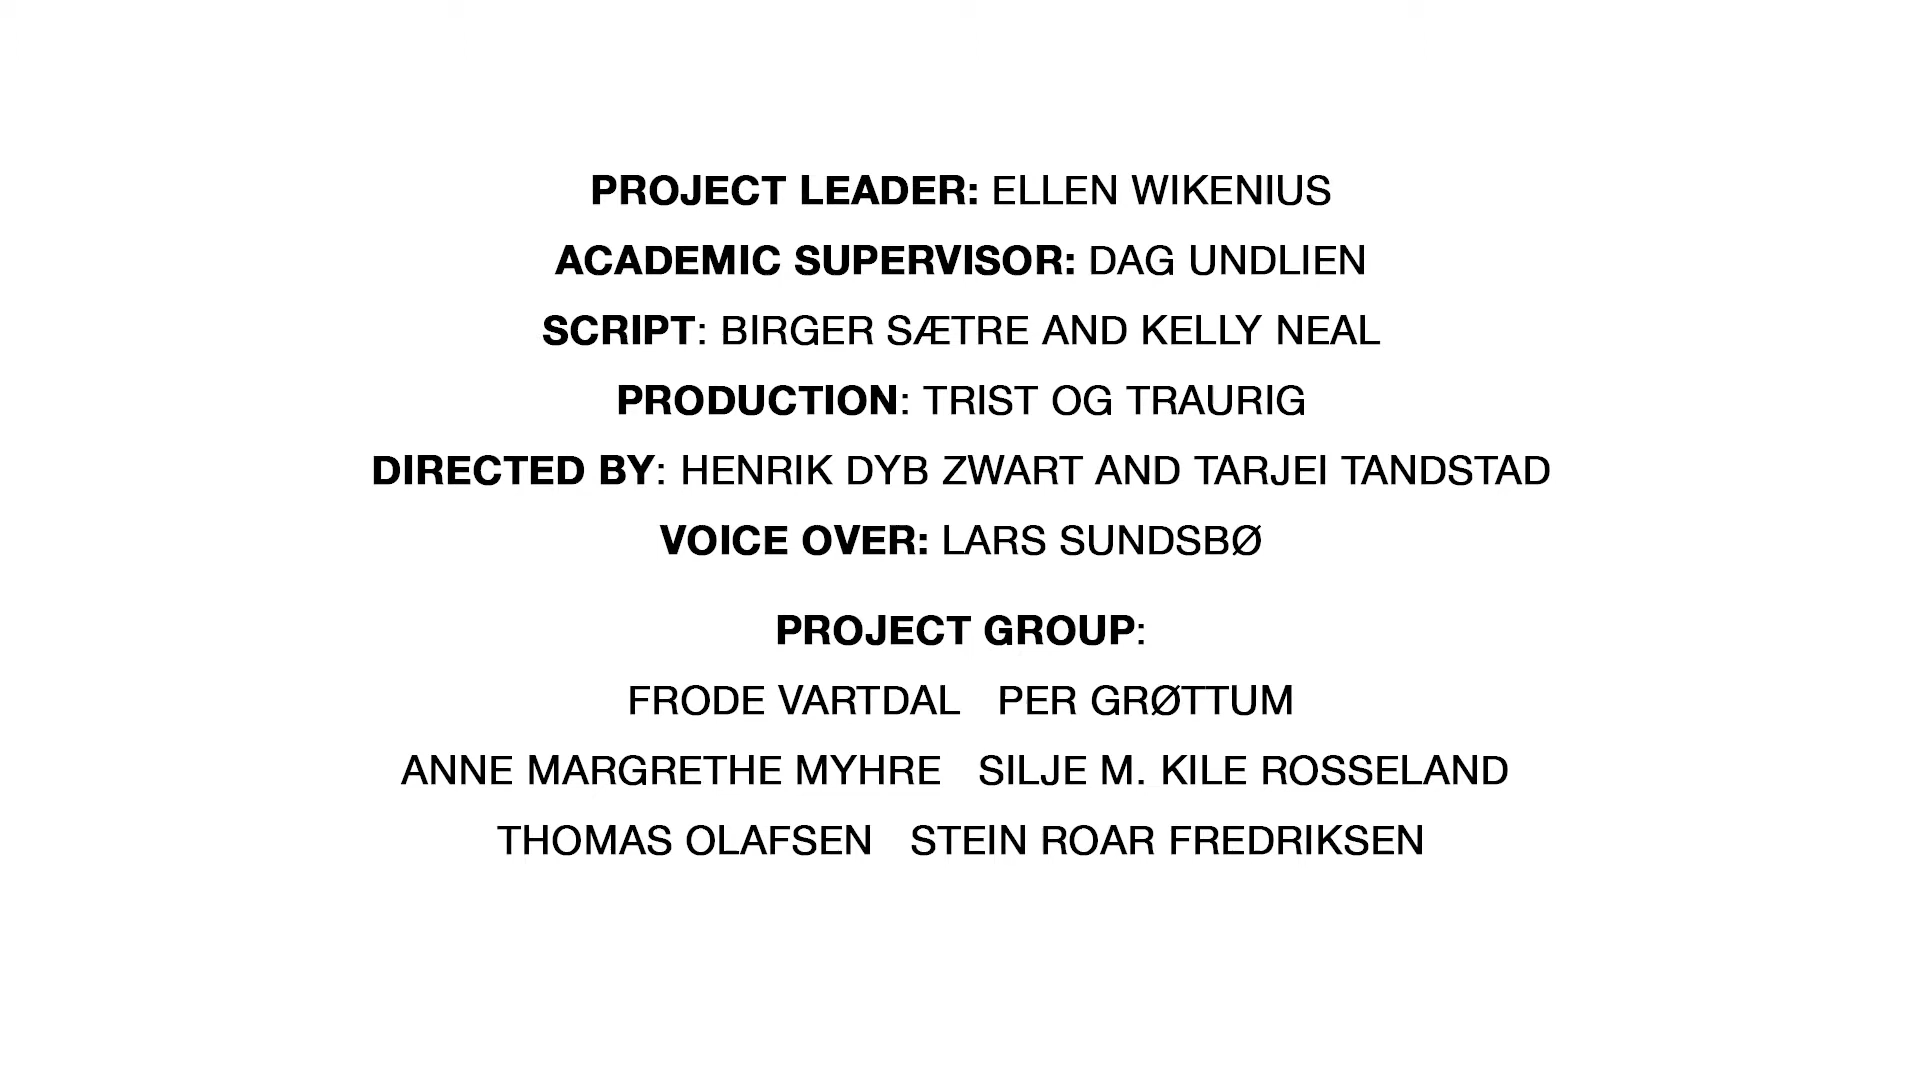 PROJECT LEADER: ELLEN WIKENIUS
ACADEMIC SUPERVISOR: DAG UNDLIEN
SCRIPT: BIRGER SÆTRE AND KELLY NEAL
PRODUCTION: TRIST OG TRAURIG
DIRECTED BY: HENRIK DYB ZWART AND TARJEI TANDSTAD
VOICE OVER: LARS SUNDSBØ
PROJECT GROUP:
FRODE VARTDAL PER GRØTTUM
ANNE MARGRETHE MYHRE SILJE M. KILE ROSSELAND
THOMAS OLAFSEN STEIN ROAR FREDRIKSEN